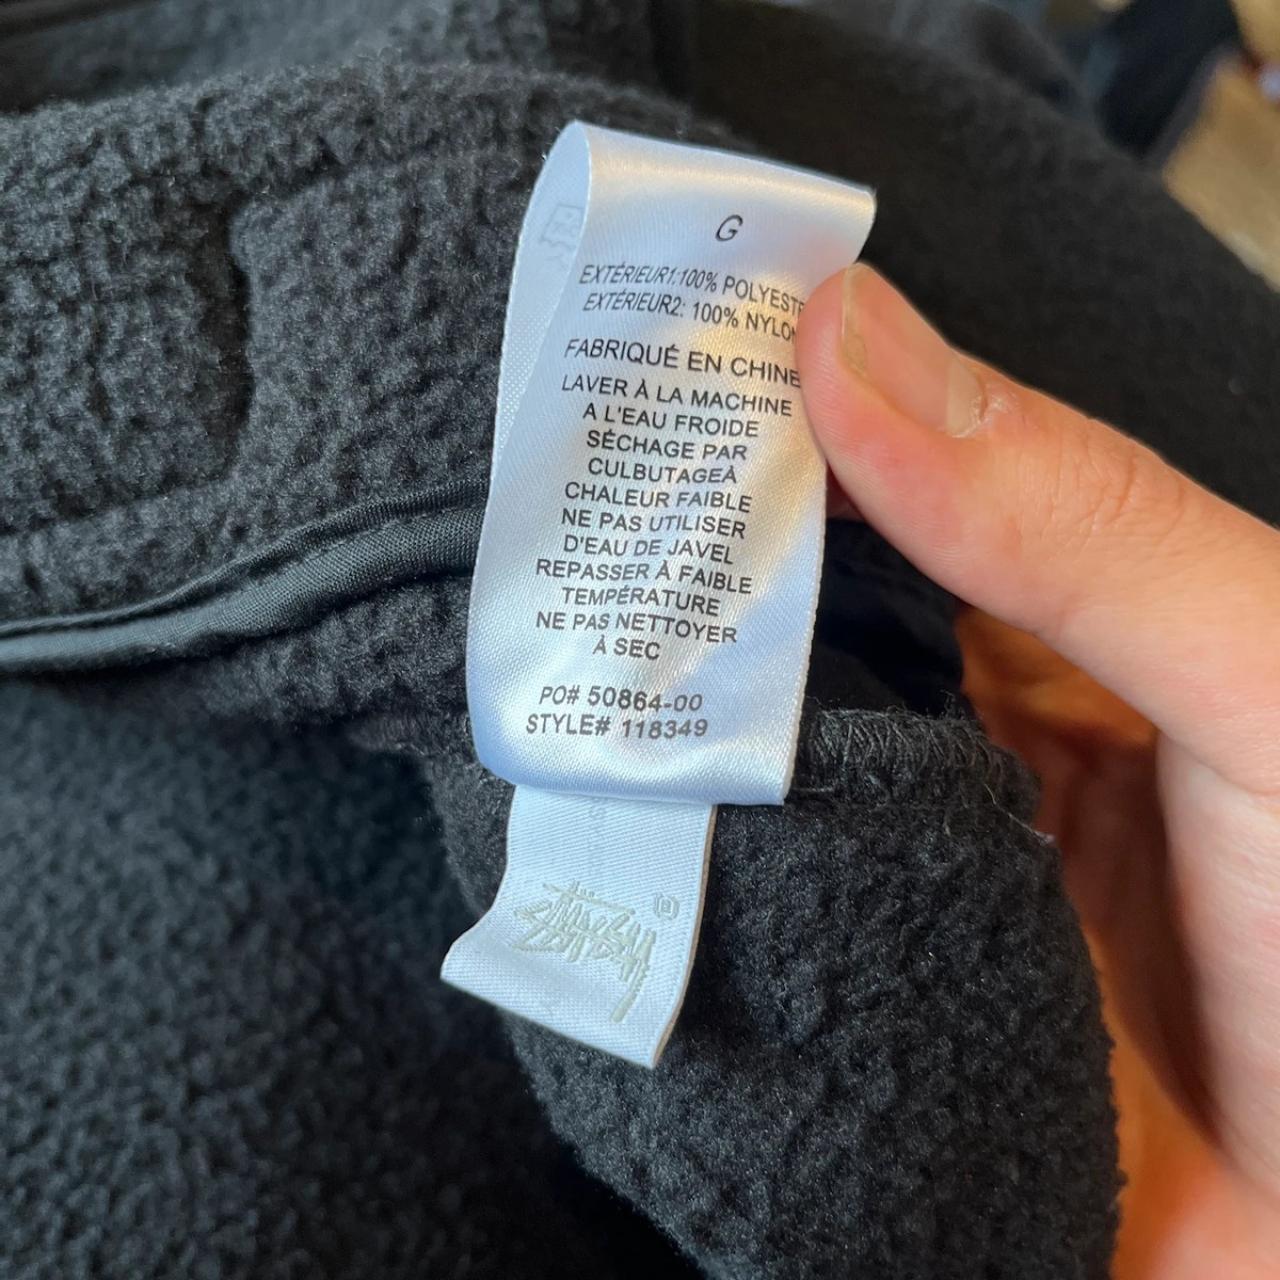 G
EXTÉRIEUR1:100% POLYESTE
EXTÉRIEUR2: 100% NYLON
FABRIQUÉ EN CHINE
LAVER À LA MACHINE
A L'EAU FROIDE
SÉCHAGE PAR
CULBUTAGEÀ
CHALEUR FAIBLE
NE PAS UTILISER
D'EAU DE JAVEL
REPASSER À FAIBLE
TEMPÉRATURE
NE PAS NETTOYER
À SEC
PO# 50864-00
STYLE# 118349